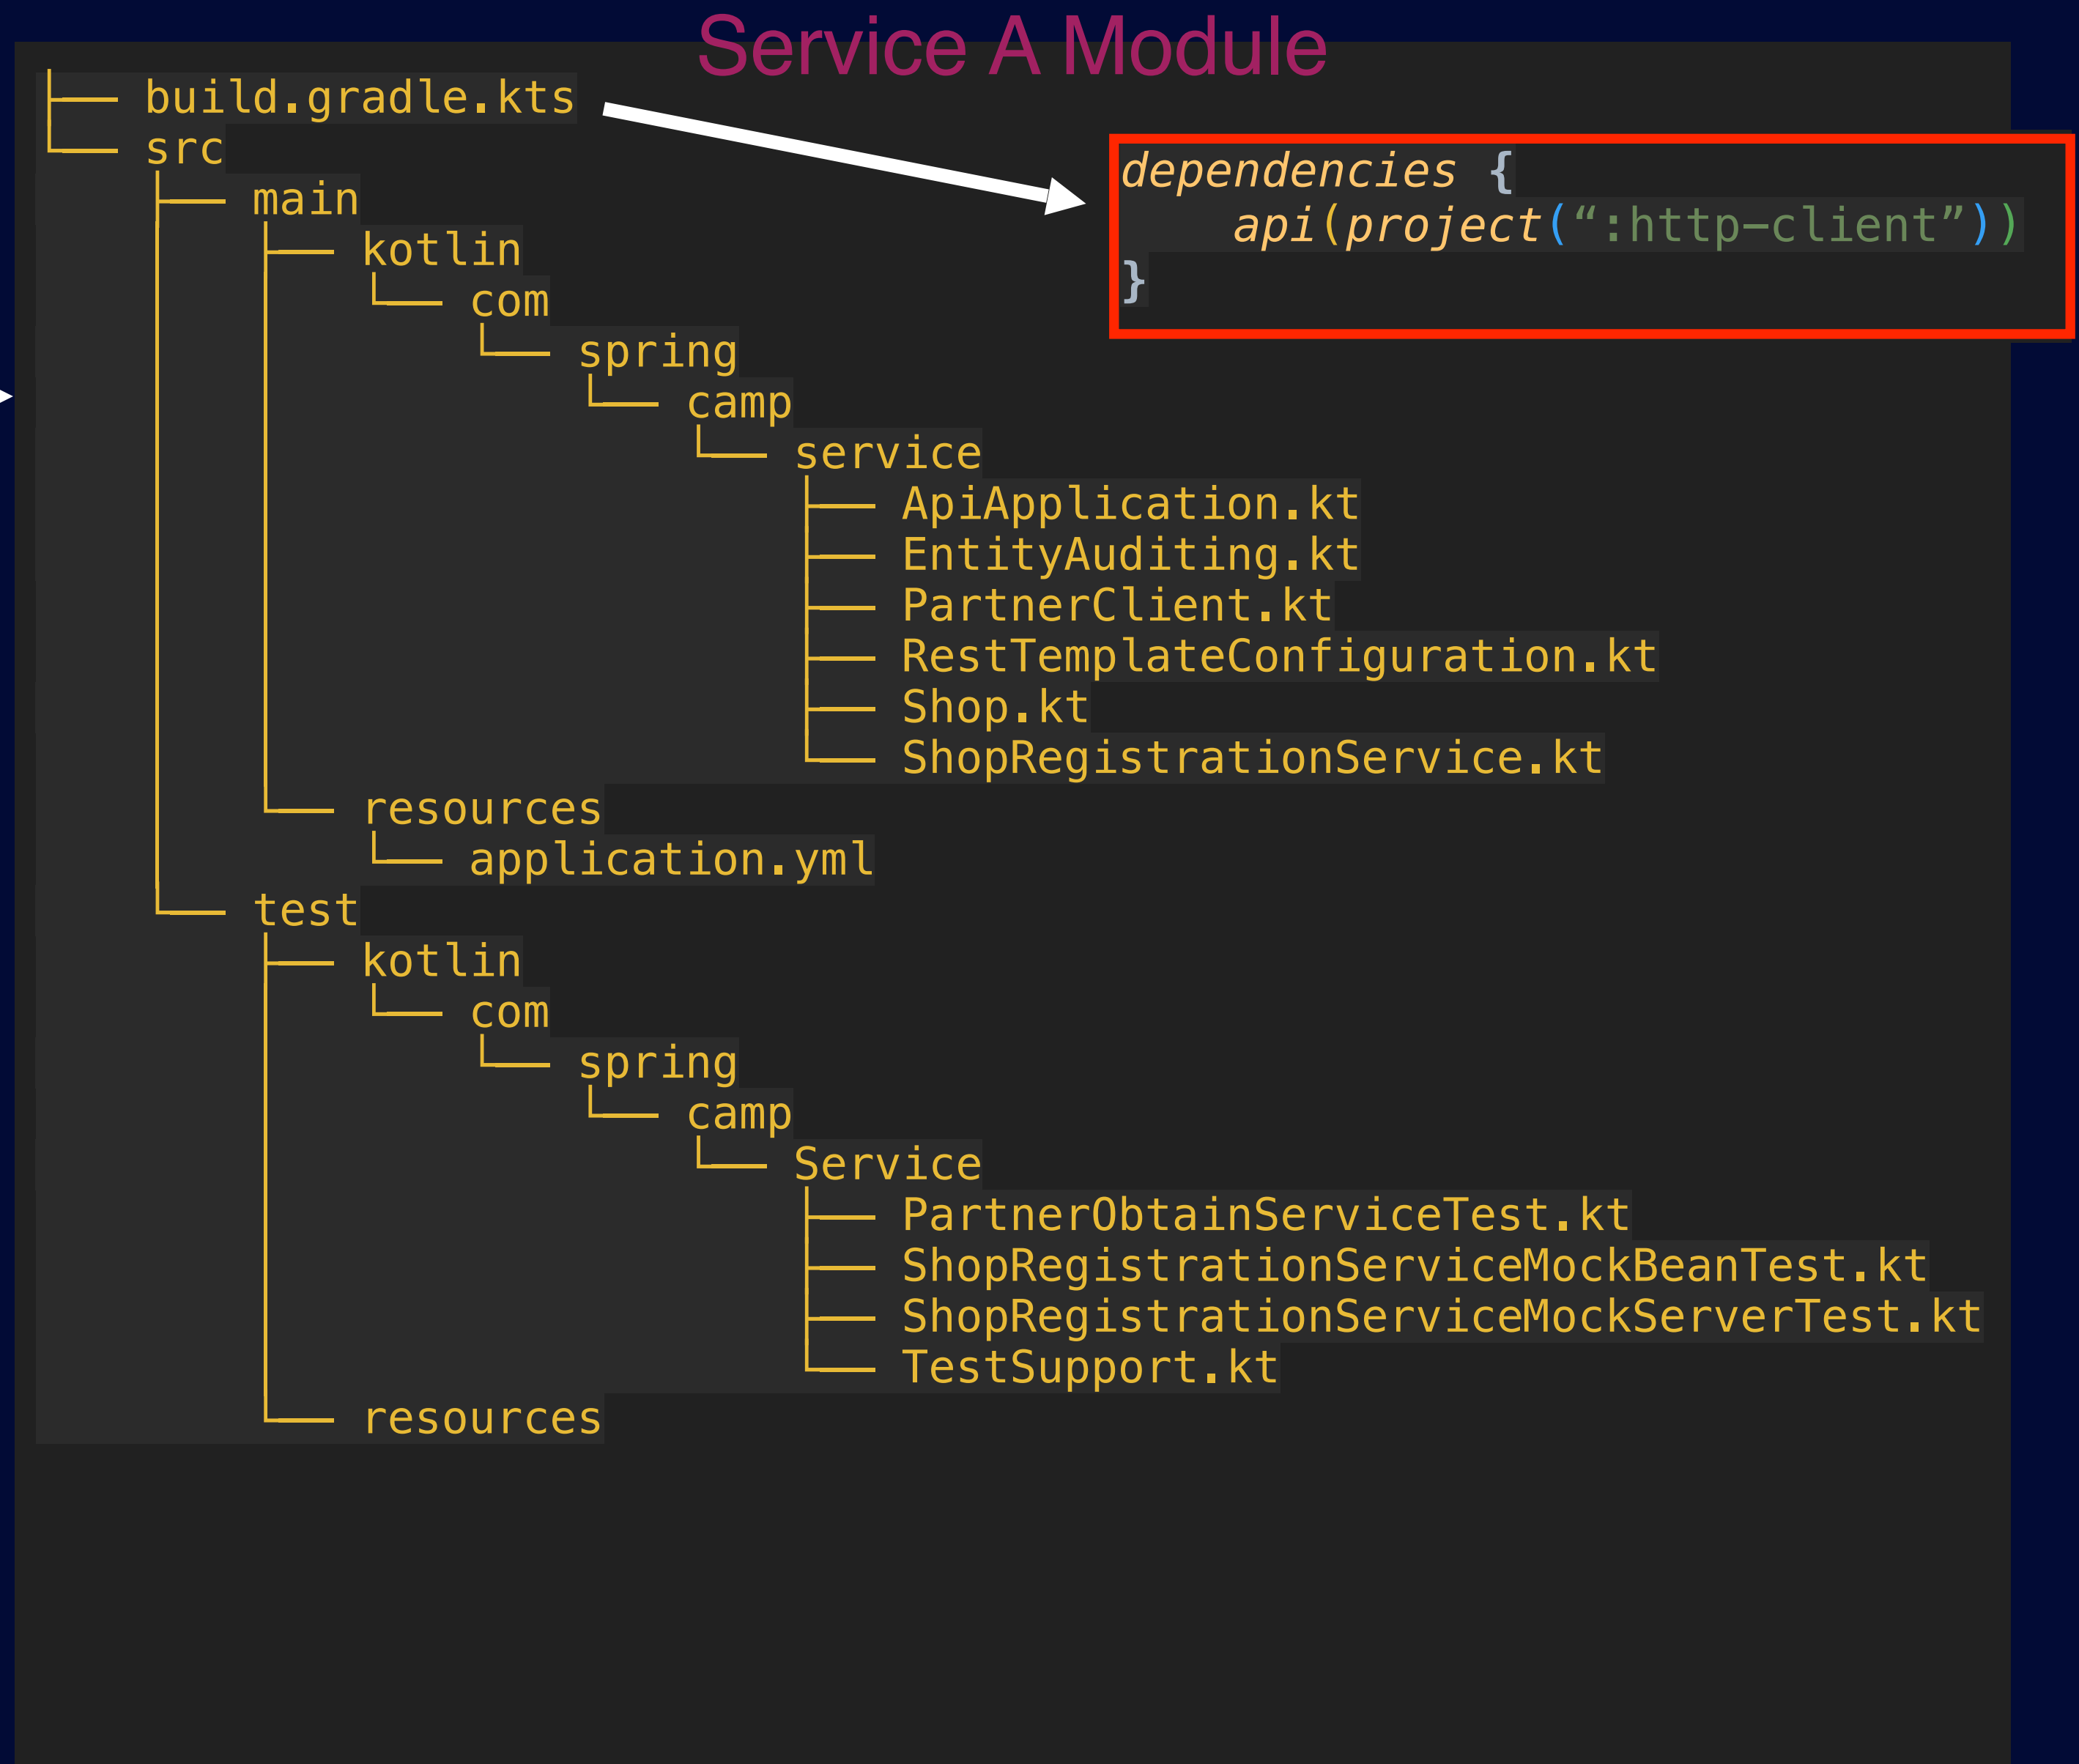 Service A Module
├── build.gradle.kts
└── src
    ├── main
    │   ├── kotlin
    │   │   └── com
    │   │       └── spring
    │   │           └── camp
    │   │               └── service
    │   │                   ├── ApiApplication.kt
    │   │                   ├── EntityAuditing.kt
    │   │                   ├── PartnerClient.kt
    │   │                   ├── RestTemplateConfiguration.kt
    │   │                   ├── Shop.kt
    │   │                   └── ShopRegistrationService.kt
    │   └── resources
    │       └── application.yml
    └── test
        ├── kotlin
        │   └── com
        │       └── spring
        │           └── camp
        │               └── Service
        │                   ├── PartnerObtainServiceTest.kt
        │                   ├── ShopRegistrationServiceMockBeanTest.kt
        │                   ├── ShopRegistrationServiceMockServerTest.kt
        │                   └── TestSupport.kt
        └── resources
dependencies {
    api(project(“:http-client”))
}